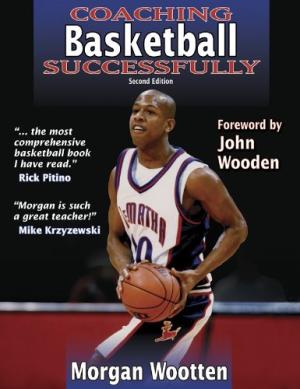 COACHING
Basketball
SUCCESSFULLY
Second Edition
"... the most
comprehensive
basketball book
I have read."
Rick Pitino
"Morgan is such
a great teacher!"
Mike Krzyzewski
Foreword by
John
Wooden
EMATHA
Morgan Wootten